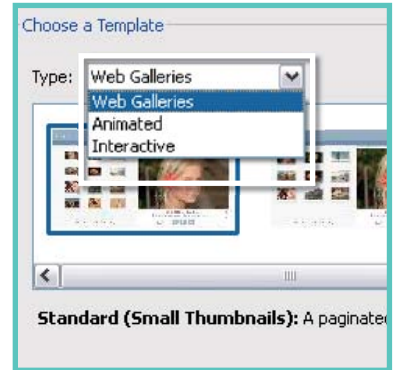 Choose a Template
Type: Web Galleries
Web Galleries
Animated
Interactive
Standard (Small Thumbnails): A paginated